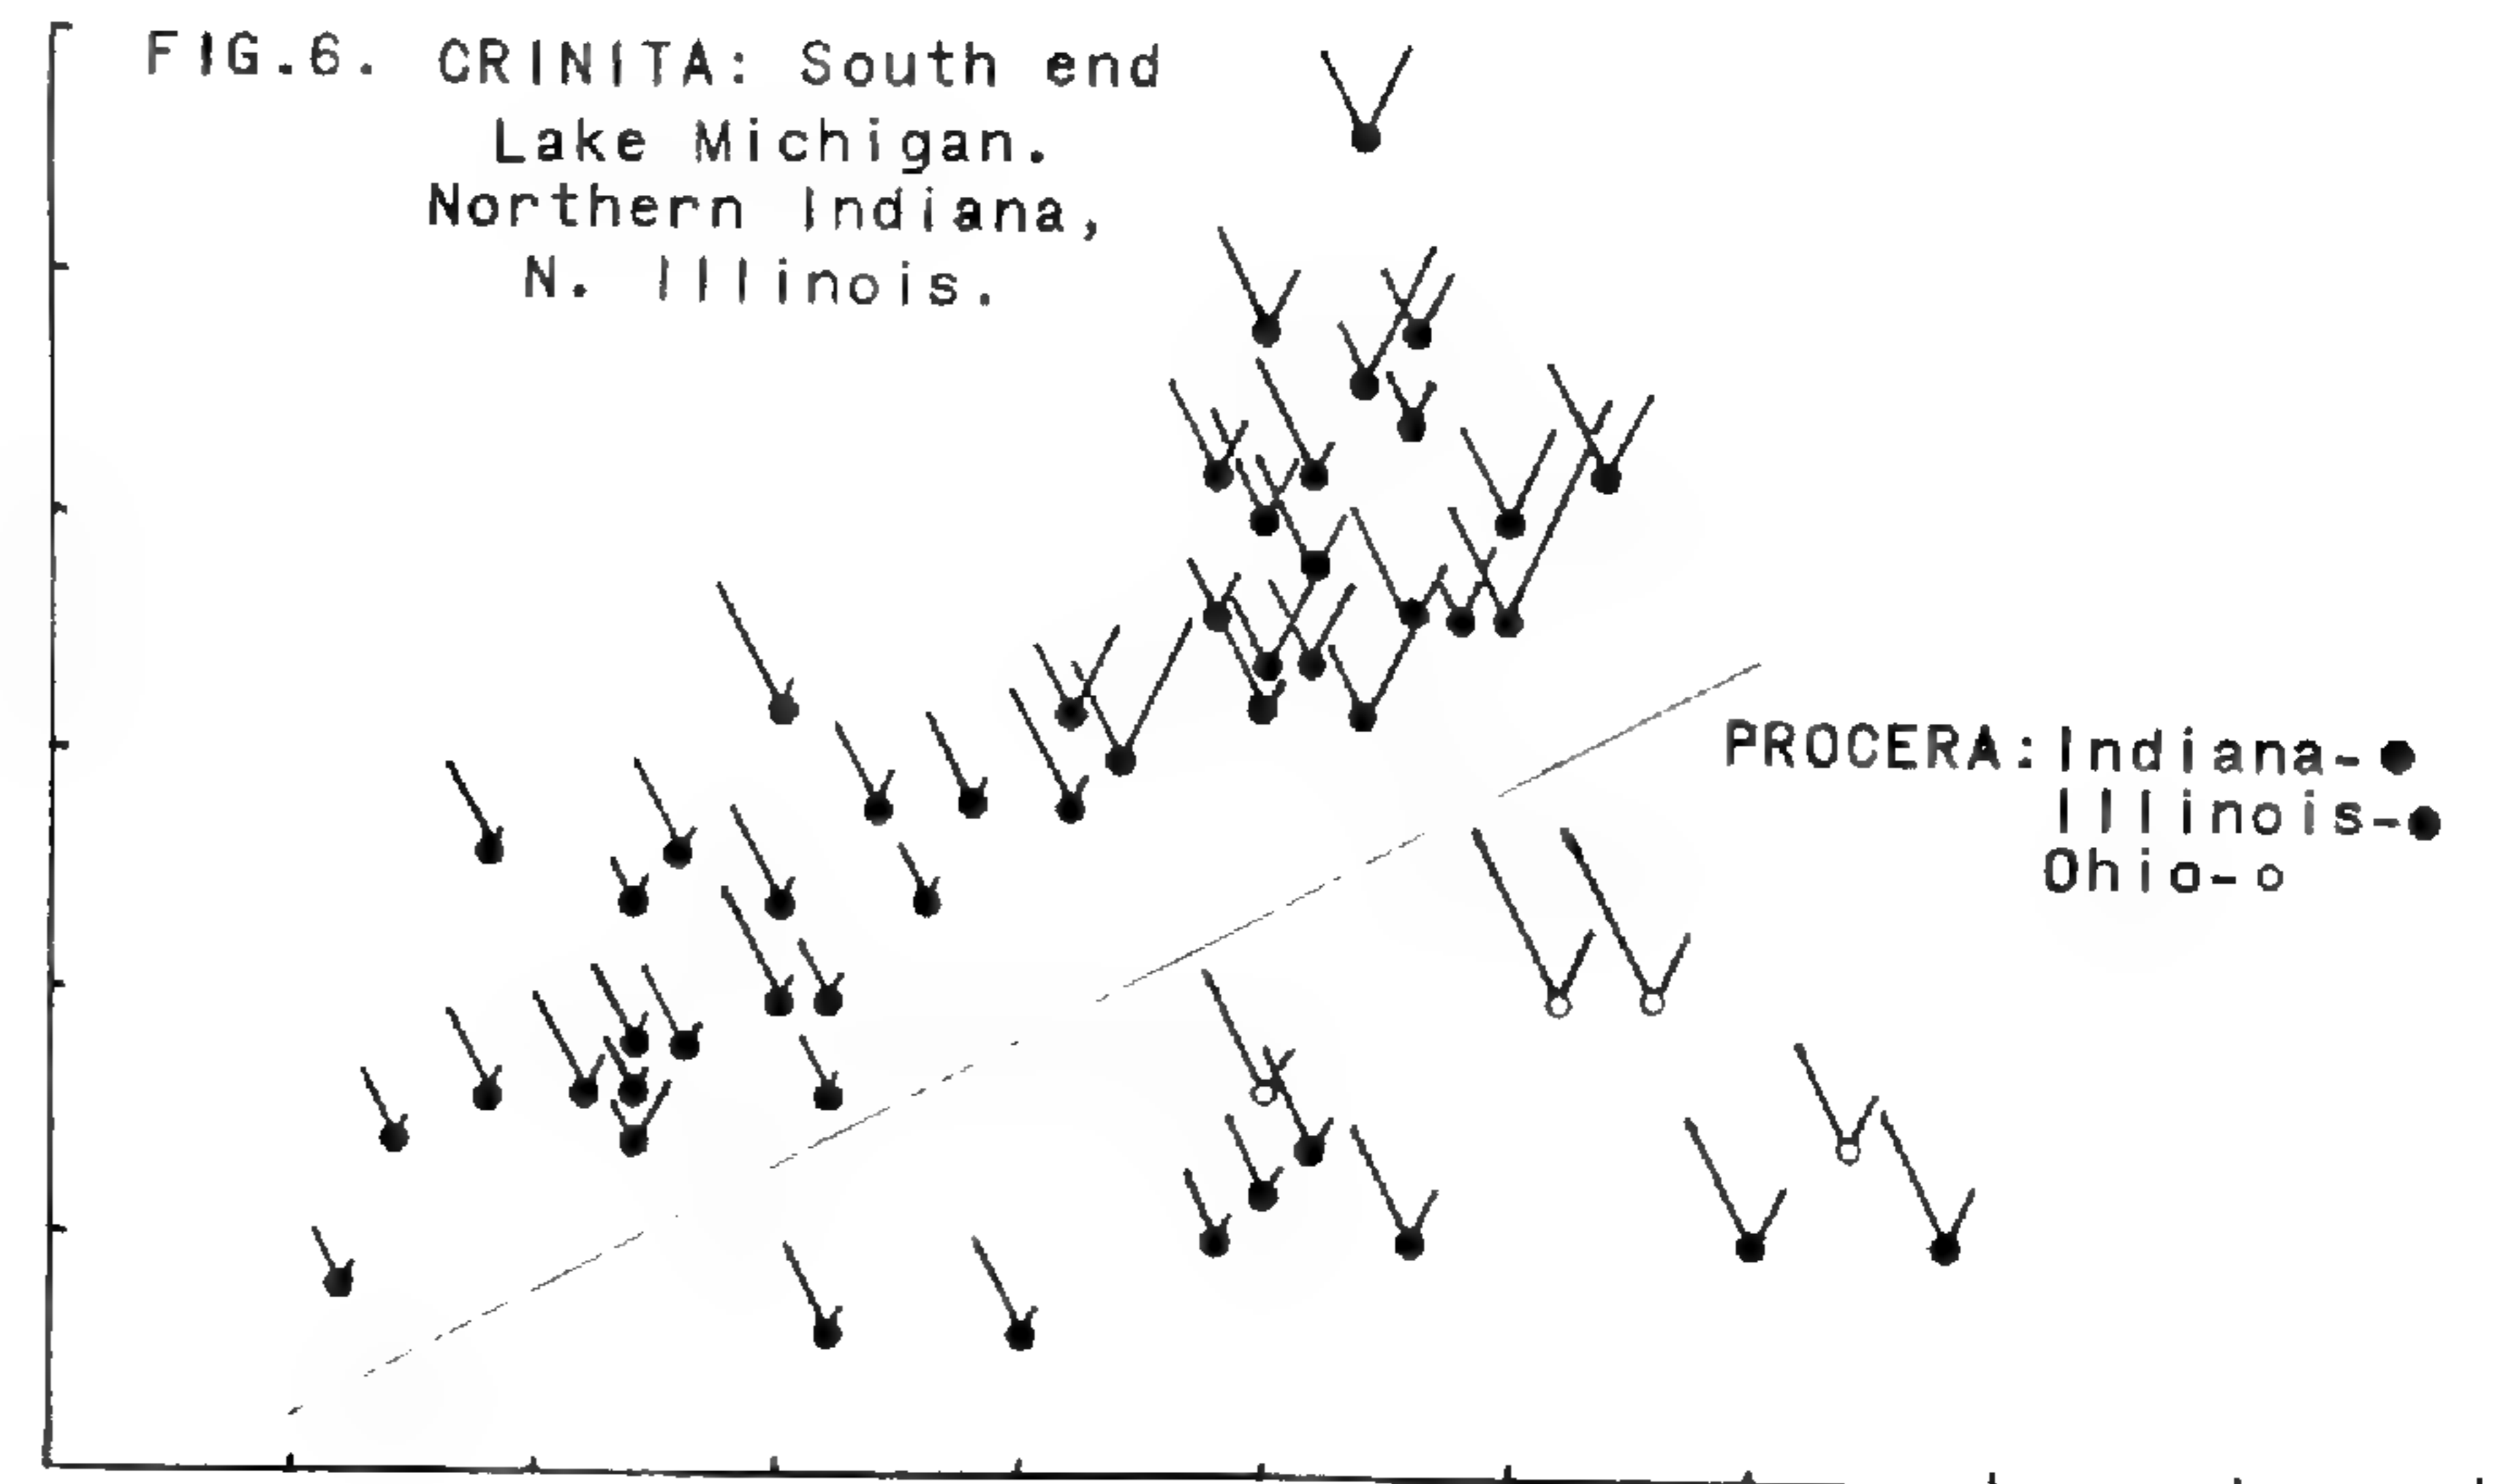 FIG.6. CRINITA: South end
Lake Michigan.
Northern Indiana,
N. Illinois.
PROCERA: Indiana-●
Illinois-●
Ohio-○